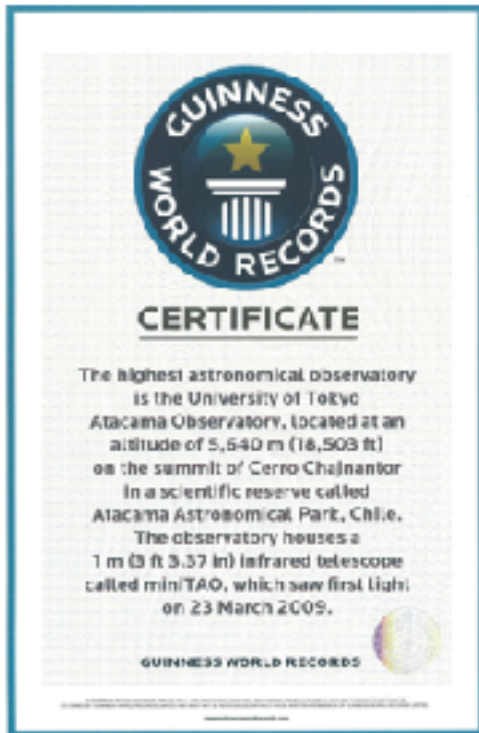 GUINNESS
WORLD RECORDS
CERTIFICATE
The highest astronomical observatory
is the University of Tokyo
Atacama Observatory, located at an
altitude of 5,640 m (18,503 ft)
on the summit of Cerro Chajnantor
in a scientific reserve called
Atacama Astronomical Park, Chile.
The observatory houses a
1 m (3 ft 3.37 in) infrared telescope
called miniTAO, which saw first light
on 23 March 2009.
GUINNESS WORLD RECORDS